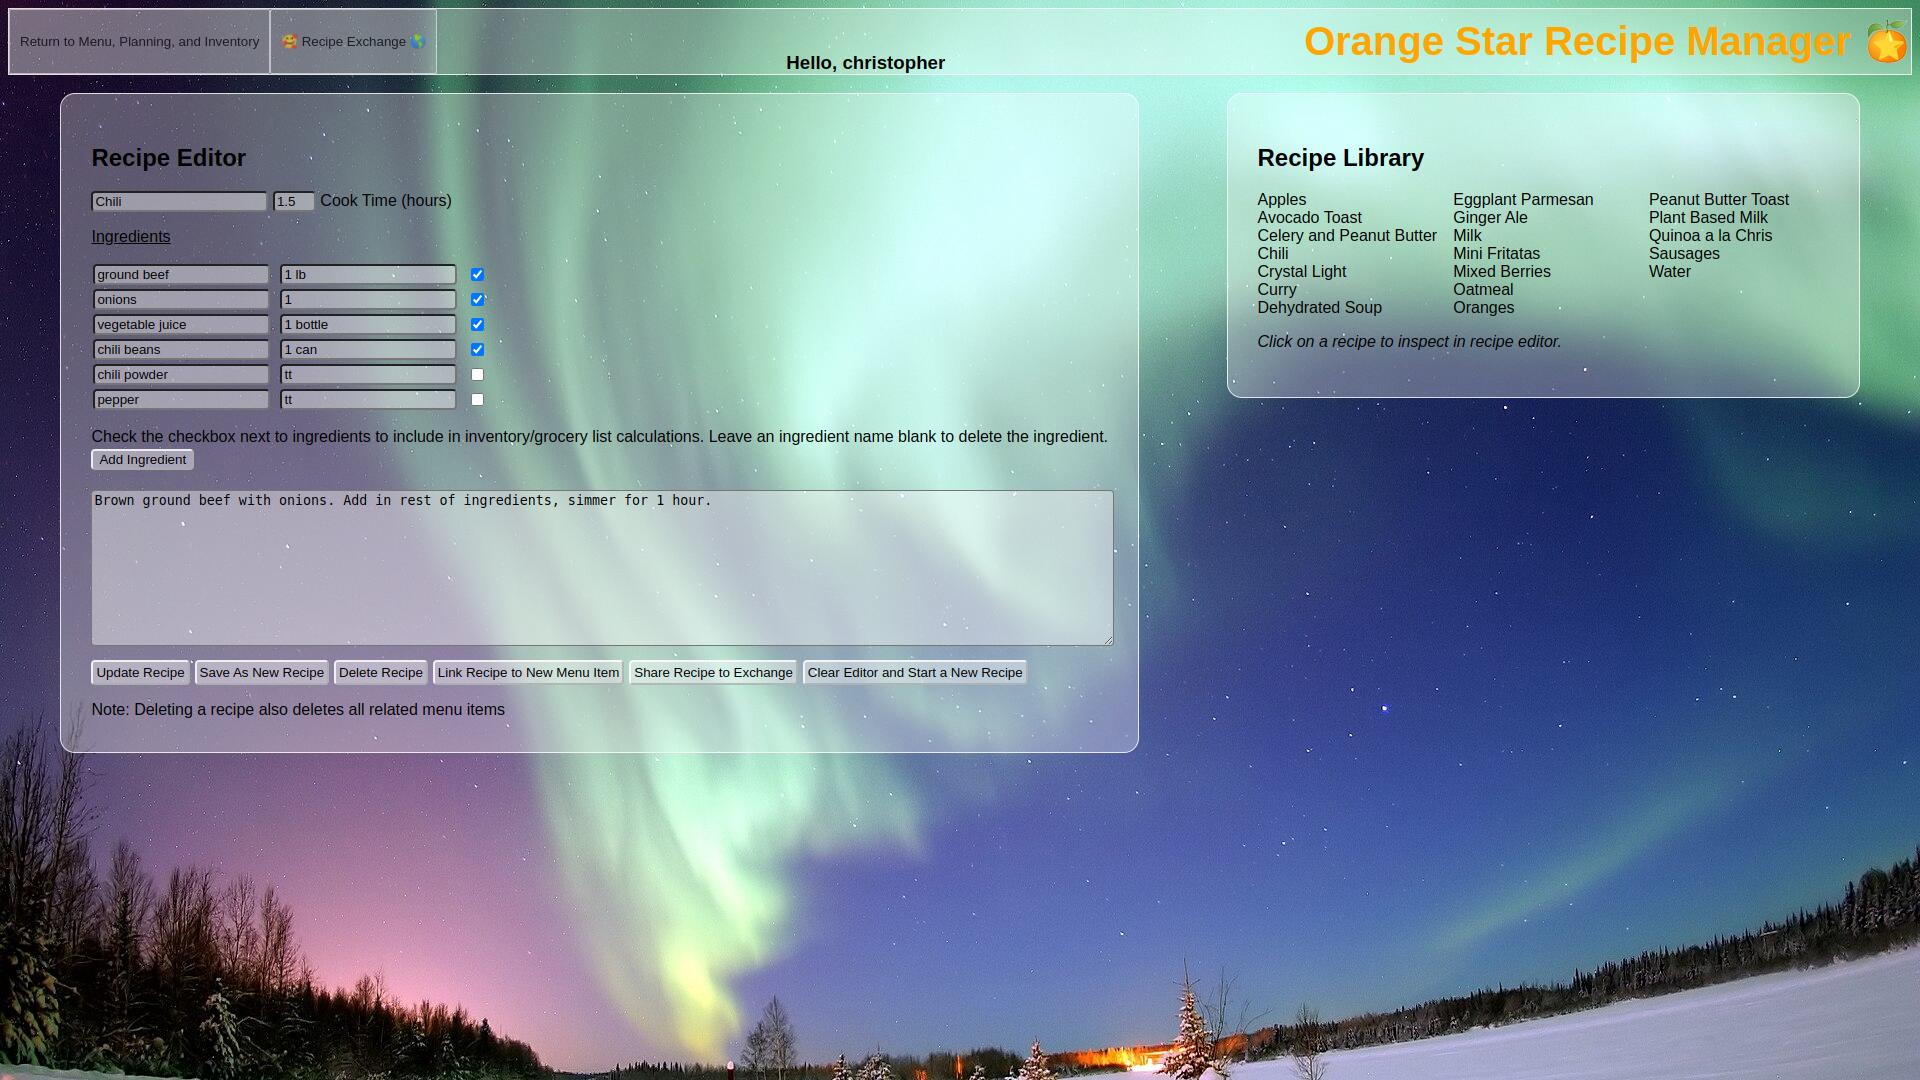 Return to Menu, Planning, and Inventory
🥰 Recipe Exchange 🌎
Hello, christopher
Orange Star Recipe Manager
Recipe Editor
Chili 1.5 Cook Time (hours)
Ingredients
ground beef 1 lb
onions 1
vegetable juice 1 bottle
chili beans 1 can
chili powder tt
pepper tt
Check the checkbox next to ingredients to include in inventory/grocery list calculations. Leave an ingredient name blank to delete the ingredient.
Add Ingredient
Brown ground beef with onions. Add in rest of ingredients, simmer for 1 hour.
Update Recipe Save As New Recipe Delete Recipe Link Recipe to New Menu Item Share Recipe to Exchange Clear Editor and Start a New Recipe
Note: Deleting a recipe also deletes all related menu items
Recipe Library
Apples
Avocado Toast
Celery and Peanut Butter
Chili
Crystal Light
Curry
Dehydrated Soup
Eggplant Parmesan
Ginger Ale
Milk
Mini Fritatas
Mixed Berries
Oatmeal
Oranges
Peanut Butter Toast
Plant Based Milk
Quinoa a la Chris
Sausages
Water
Click on a recipe to inspect in recipe editor.